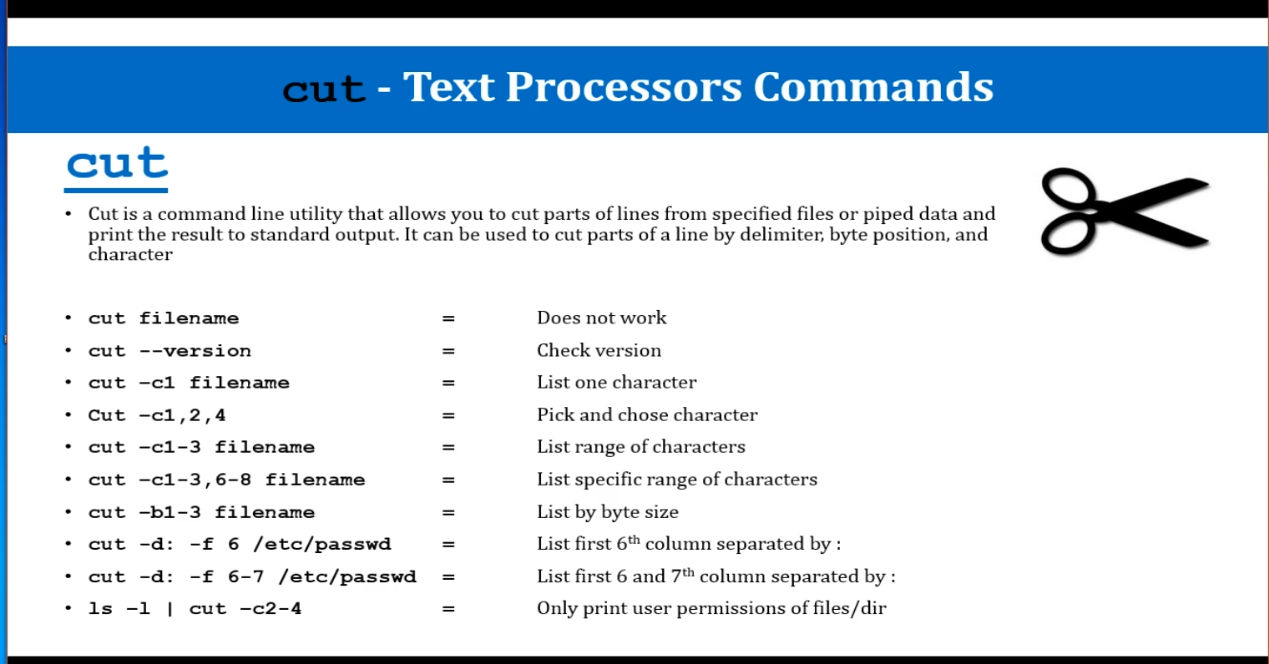 cut - Text Processors Commands
cut
• Cut is a command line utility that allows you to cut parts of lines from specified files or piped data and
print the result to standard output. It can be used to cut parts of a line by delimiter, byte position, and
character
• cut filename = Does not work
• cut --version = Check version
• cut –c1 filename = List one character
• Cut –c1,2,4 = Pick and chose character
• cut –c1-3 filename = List range of characters
• cut –c1-3,6-8 filename = List specific range of characters
• cut –b1-3 filename = List by byte size
• cut -d: -f 6 /etc/passwd = List first 6th column separated by :
• cut -d: -f 6-7 /etc/passwd = List first 6 and 7th column separated by :
• ls –l | cut –c2-4 = Only print user permissions of files/dir